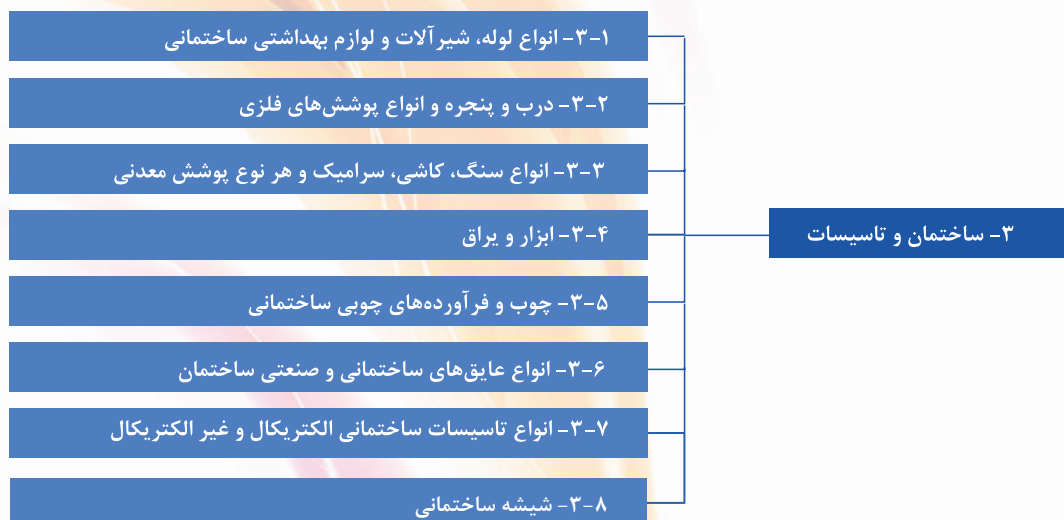 ۳- ساختمان و تاسیسات
۳-۱- انواع لوله، شیرآلات و لوازم بهداشتی ساختمانی
۳-۲- درب و پنجره و انواع پوشش‌های فلزی
۳-۳- انواع سنگ، کاشی، سرامیک و هر نوع پوشش معدنی
۳-۴- ابزار و یراق
۳-۵- چوب و فرآورده‌های چوبی ساختمانی
۳-۶- انواع عایق‌های ساختمانی و صنعتی ساختمان
۳-۷- انواع تاسیسات ساختمانی الکتریکال و غیر الکتریکال
۳-۸- شیشه ساختمانی